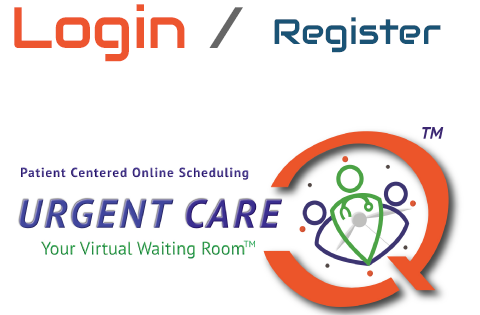 Login / Register
TM
Patient Centered Online Scheduling
URGENT CARE Q
Your Virtual Waiting Room™